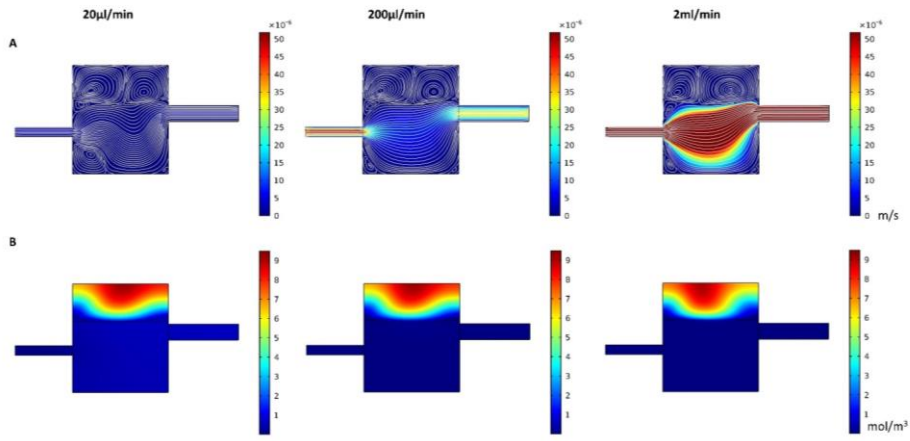 20µl/min 200µl/min 2ml/min
A
×10⁻⁶ ×10⁻⁶ ×10⁻⁶
50 50 50
45 45 45
40 40 40
35 35 35
30 30 30
25 25 25
20 20 20
15 15 15
10 10 10
5 5 5
0 0 0 m/s
B
9 9 9
8 8 8
7 7 7
6 6 6
5 5 5
4 4 4
3 3 3
2 2 2
1 1 1
mol/m³